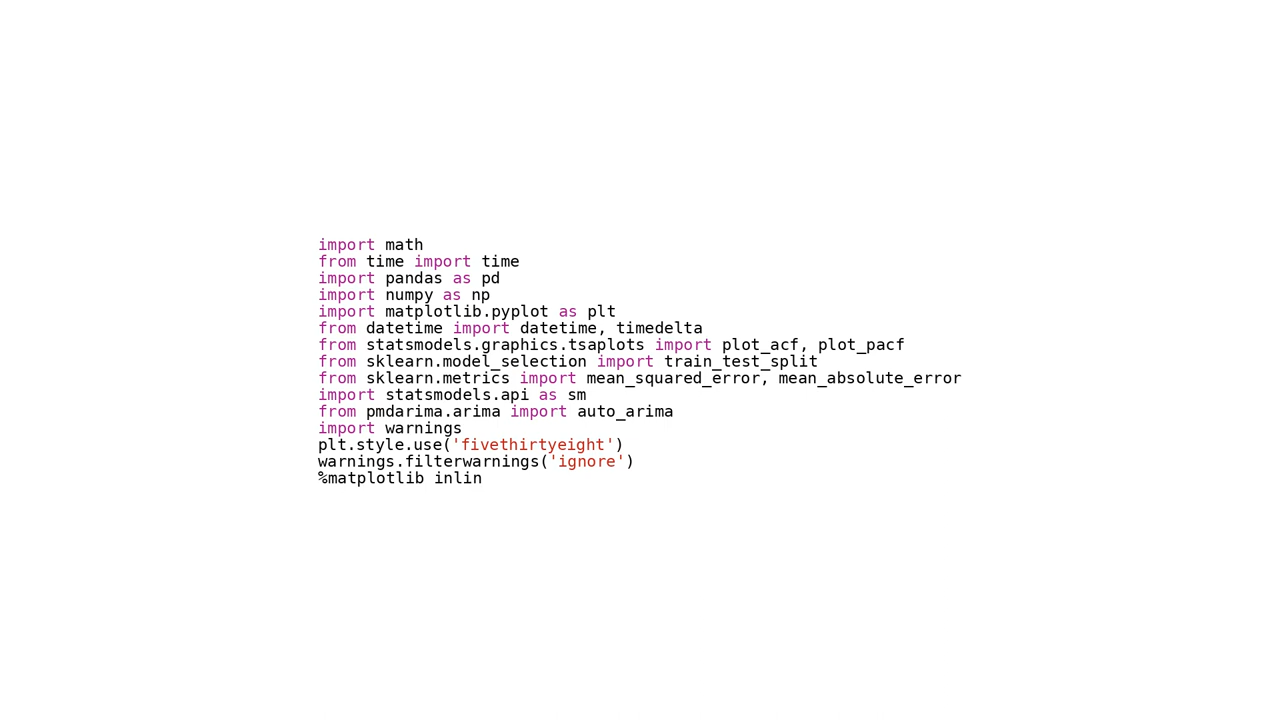 import math
from time import time
import pandas as pd
import numpy as np
import matplotlib.pyplot as plt
from datetime import datetime, timedelta
from statsmodels.graphics.tsaplots import plot_acf, plot_pacf
from sklearn.model_selection import train_test_split
from sklearn.metrics import mean_squared_error, mean_absolute_error
import statsmodels.api as sm
from pmdarima.arima import auto_arima
import warnings
plt.style.use('fivethirtyeight')
warnings.filterwarnings('ignore')
%matplotlib inlin